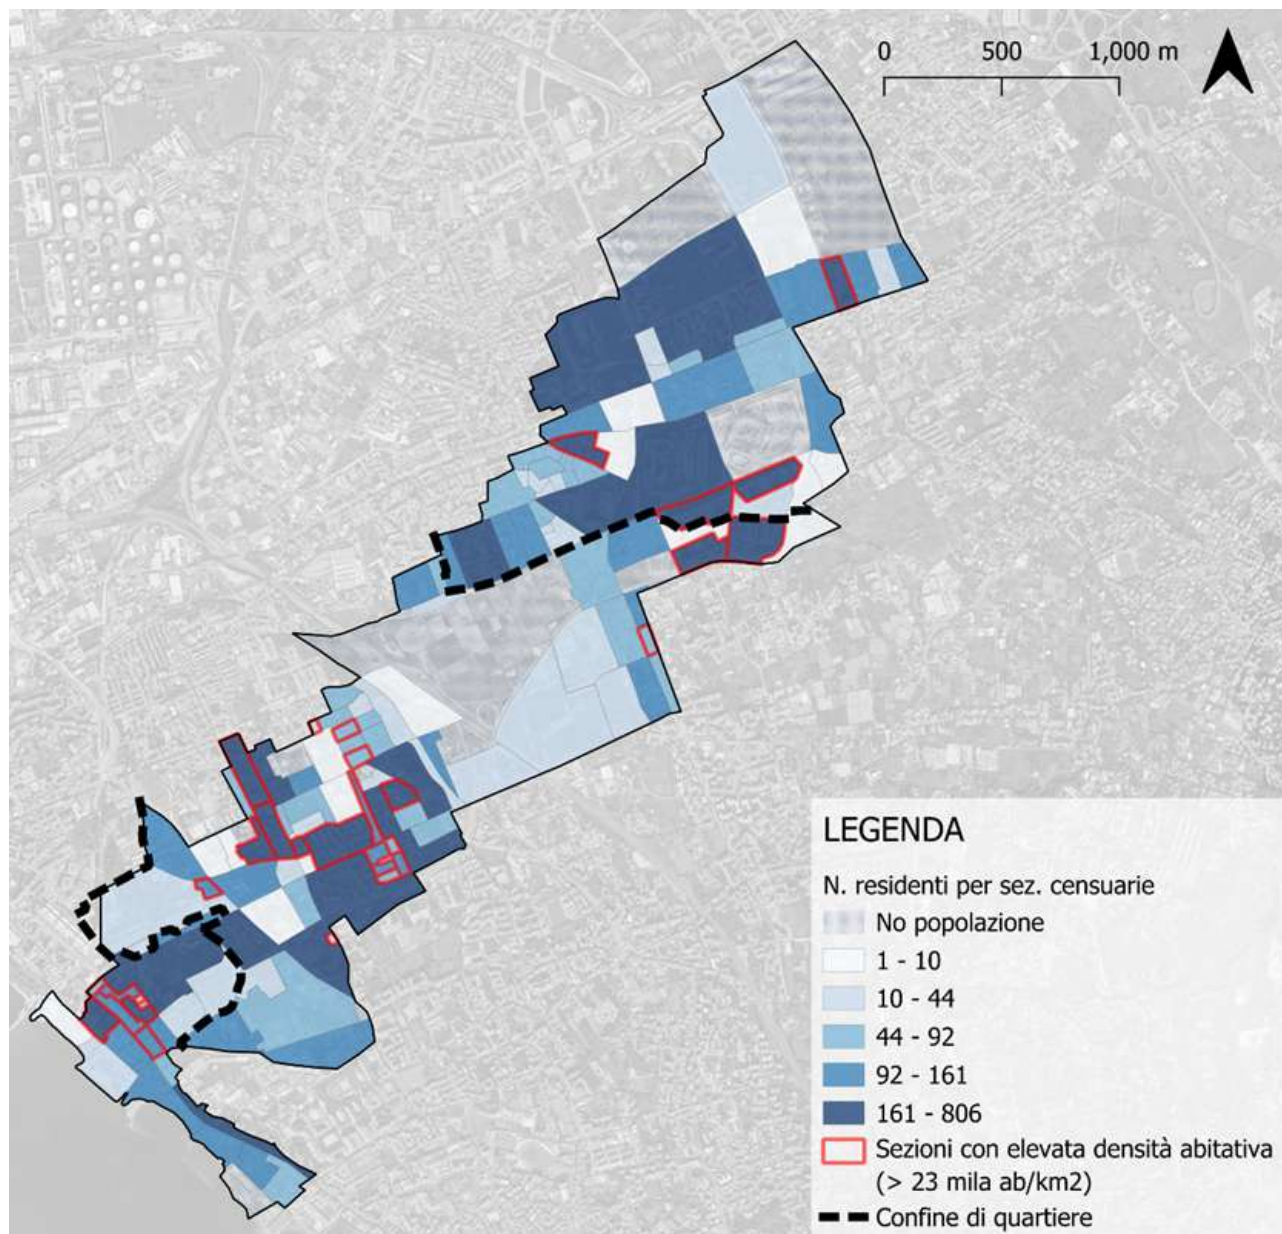 0 500 1,000 m
LEGENDA
N. residenti per sez. censuarie
No popolazione
1 - 10
10 - 44
44 - 92
92 - 161
161 - 806
Sezioni con elevata densità abitativa
(> 23 mila ab/km2)
Confine di quartiere